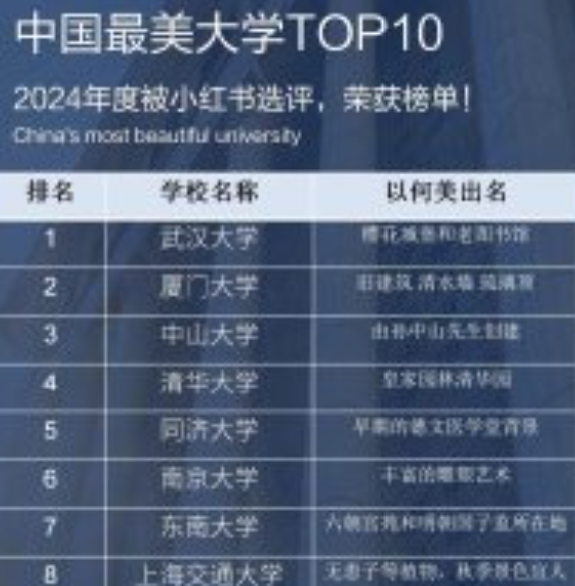 中国最美大学TOP10
2024年度被小红书选评，荣获榜单！
China's most beautiful university
排名 学校名称 以何美出名
1 武汉大学 樱花城堡和老图书馆
2 厦门大学 旧建筑 清水墙 琉璃顶
3 中山大学 由孙中山先生创建
4 清华大学 皇家园林清华园
5 同济大学 早期的德文医学堂背景
6 南京大学 丰富的雕塑艺术
7 东南大学 六朝宫苑和明朝国子监所在地
8 上海交通大学 无患子等植物，秋季景色宜人